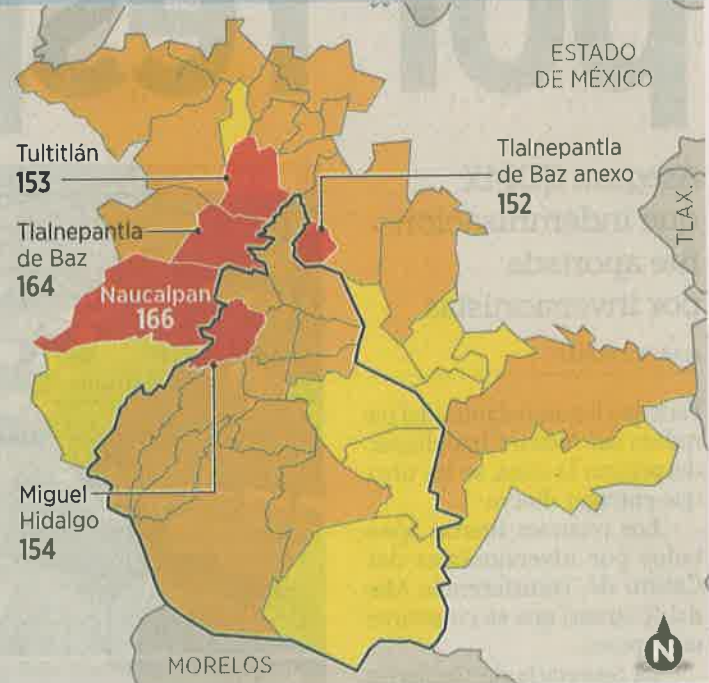 ESTADO
DE MÉXICO
Tultitlán
153
Tlalnepantla
de Baz anexo
152
TLAX.
Tlalnepantla
de Baz
164
Naucalpan
166
Miguel
Hidalgo
154
MORELOS
N